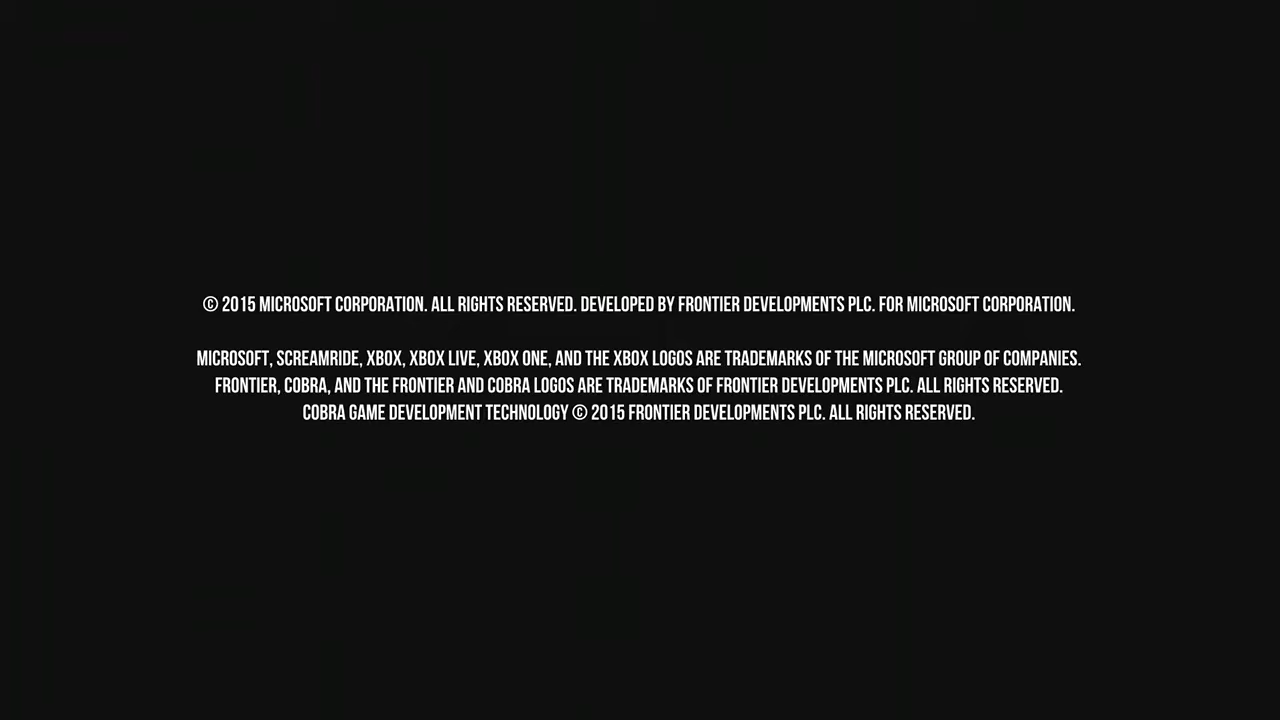 © 2015 MICROSOFT CORPORATION. ALL RIGHTS RESERVED. DEVELOPED BY FRONTIER DEVELOPMENTS PLC. FOR MICROSOFT CORPORATION.
MICROSOFT, SCREAMRIDE, XBOX, XBOX LIVE, XBOX ONE, AND THE XBOX LOGOS ARE TRADEMARKS OF THE MICROSOFT GROUP OF COMPANIES.
FRONTIER, COBRA, AND THE FRONTIER AND COBRA LOGOS ARE TRADEMARKS OF FRONTIER DEVELOPMENTS PLC. ALL RIGHTS RESERVED.
COBRA GAME DEVELOPMENT TECHNOLOGY © 2015 FRONTIER DEVELOPMENTS PLC. ALL RIGHTS RESERVED.